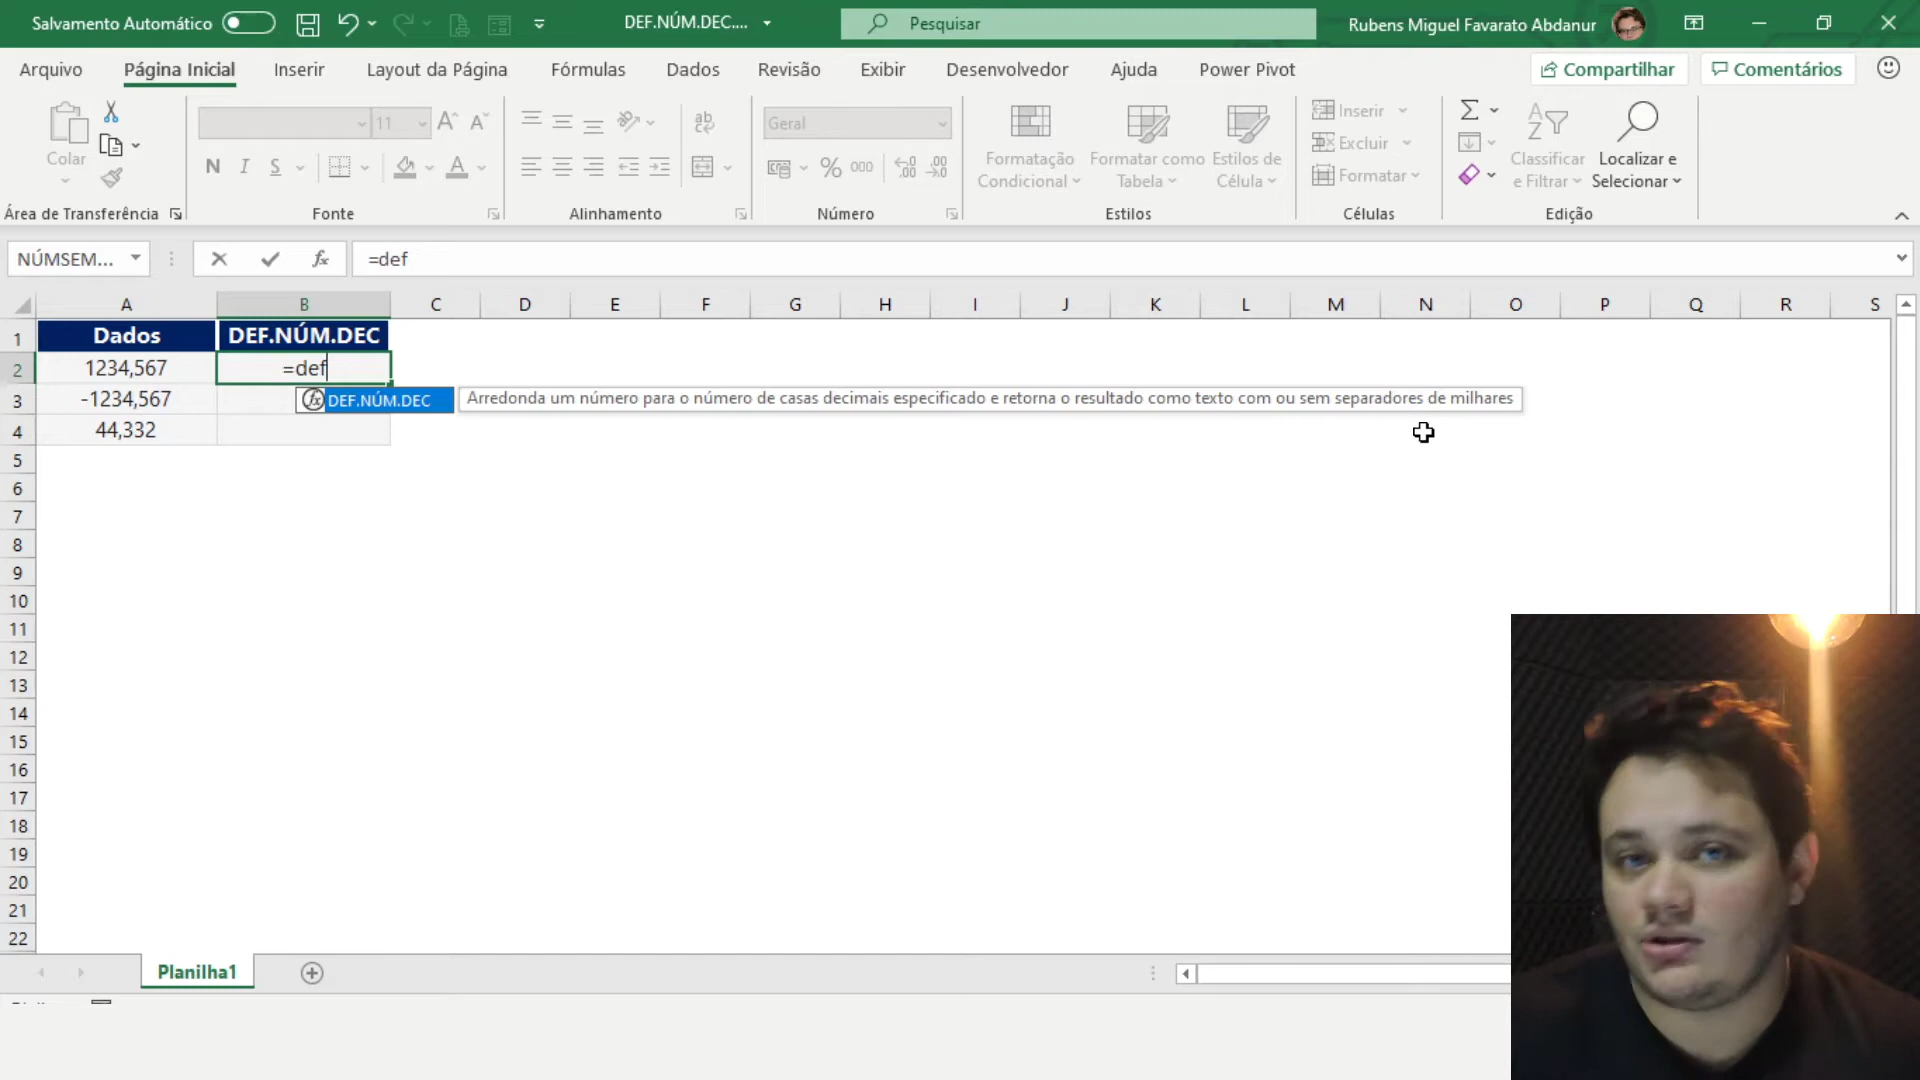 Salvamento Automático
DEF.NÚM.DEC....
Pesquisar
Rubens Miguel Favarato Abdanur
Arquivo
Página Inicial
Inserir
Layout da Página
Fórmulas
Dados
Revisão
Exibir
Desenvolvedor
Ajuda
Power Pivot
Compartilhar
Comentários
Colar
Área de Transferência
11
N I S
Fonte
Alinhamento
Geral
% 000
Número
Formatação Condicional
Formatar como Tabela
Estilos de Célula
Estilos
Inserir
Excluir
Formatar
Células
Classificar e Filtrar
Localizar e Selecionar
Edição
NÚMSEM...
fx
=def
A B C D E F G H I J K L M N O P Q R S
1 Dados DEF.NÚM.DEC
2 1234,567 =def
3 -1234,567 DEF.NÚM.DEC Arredonda um número para o número de casas decimais especificado e retorna o resultado como texto com ou sem separadores de milhares
4 44,332
5
6
7
8
9
10
11
12
13
14
15
16
17
18
19
20
21
22
Planilha1